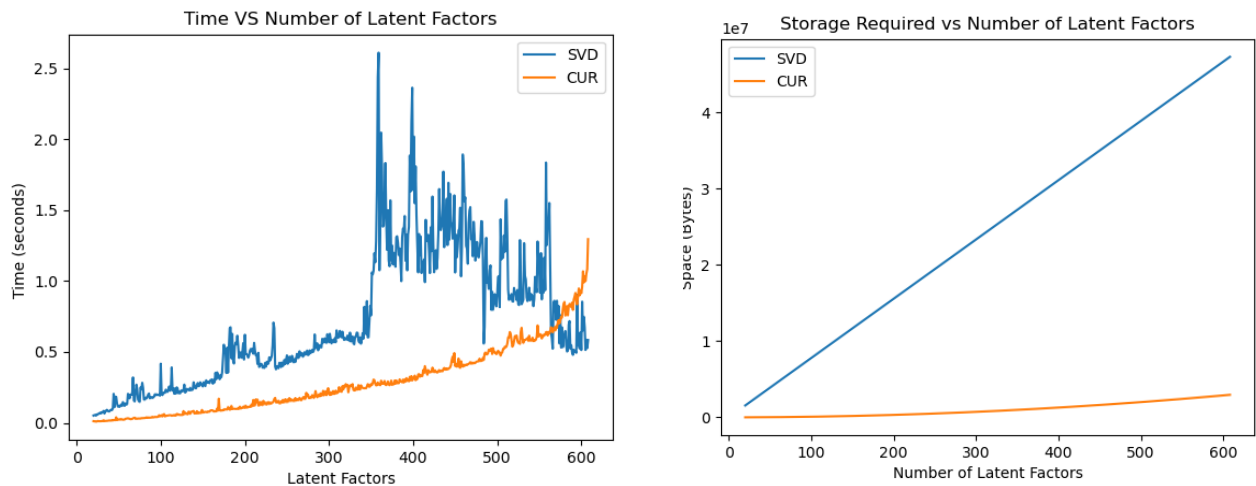 Time VS Number of Latent Factors
SVD
CUR
2.5
2.0
1.5
1.0
0.5
0.0
Time (seconds)
0 100 200 300 400 500 600
Latent Factors
Storage Required vs Number of Latent Factors
1e7
SVD
CUR
4
3
2
1
0
Space (Bytes)
0 100 200 300 400 500 600
Number of Latent Factors